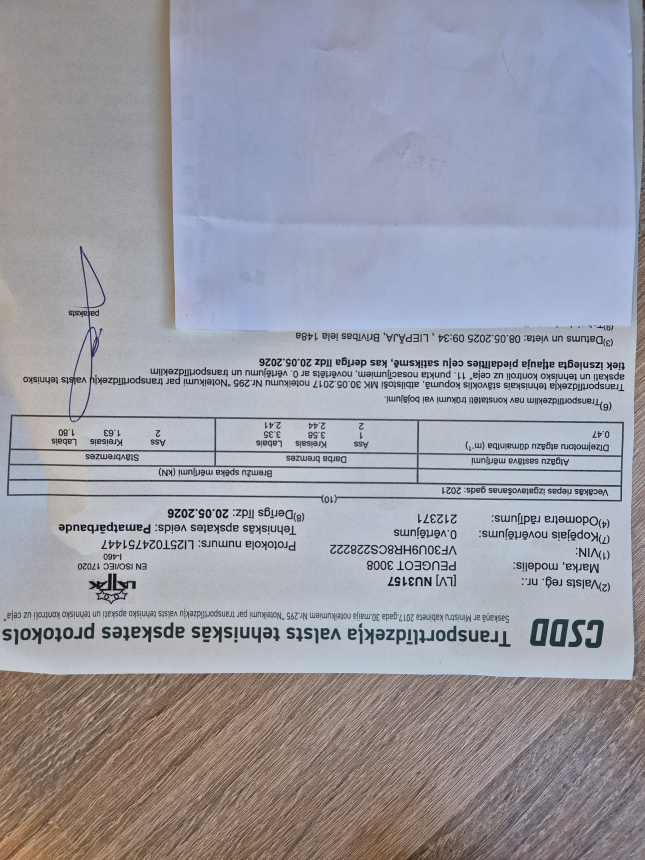 CSDD Transportlīdzekļa valsts tehniskās apskates protokols
Saskaņā ar Ministru kabineta 2017.gada 30.maija noteikumiem Nr.295 "Noteikumi par transportlīdzekļu valsts tehnisko apskati un tehnisko kontroli uz ceļa"
(2)Valsts reģ. nr.: [LV] NU3157
Marka, modelis: PEUGEOT 3008
(1)VIN: VF30U9HR8CS228222
(7)Kopējais novērtējums: 0.vērtējums
(4)Odometra rādījums: 212371
LATAK
I-460
EN ISO/IEC 17020
Protokola numurs: LI25T024751447
Tehniskās apskates veids: Pamatpārbaude
(8)Derīgs līdz: 20.05.2026
(10)
Vecākās riepas izgatavošanas gads: 2021
Bremžu spēka mērījumi (kN)
Atgāzu sastāva mērījumi Darba bremzes Stāvbremzes
Dīzeļmotoru atgāzu dūmainība (m⁻¹) Ass Kreisais Labais Ass Kreisais Labais
0.47 1 3.58 3.35 2 1.63 1.80
2 2.44 2.41
(6)Transportlīdzeklim nav konstatēti trūkumi vai bojājumi.
Transportlīdzekļa tehniskais stāvoklis kopumā, atbilstoši MK 30.05.2017 noteikumu Nr.295 "Noteikumi par transportlīdzekļu valsts tehnisko
apskati un tehnisko kontroli uz ceļa" 11. punkta nosacījumiem, novērtēts ar 0. vērtējumu un transportlīdzeklim
tiek izsniegta atļauja piedalīties ceļu satiksmē, kas derīga līdz 20.05.2026
(3)Datums un vieta: 08.05.2025 09:34 , LIEPĀJA, Brīvības iela 148a
paraksts